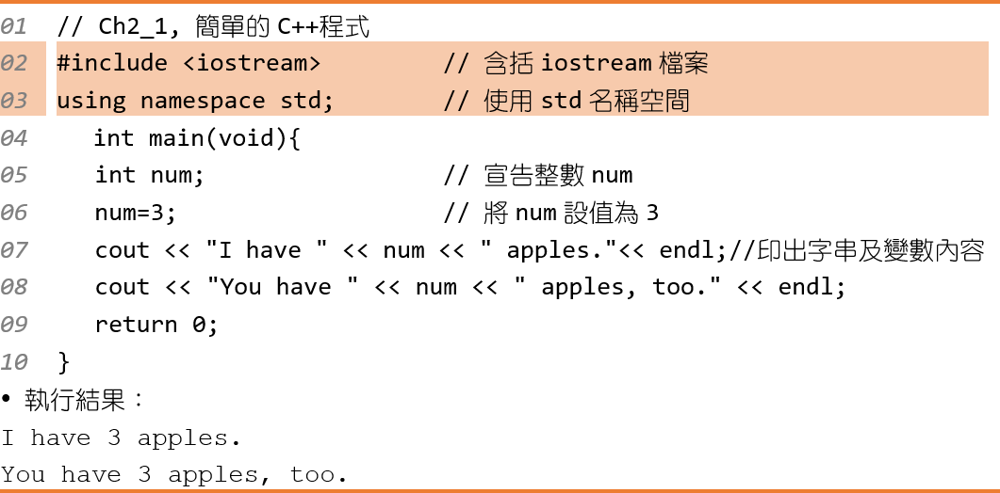 01 // Ch2_1, 簡單的 C++程式
02 #include <iostream> // 含括 iostream 檔案
03 using namespace std; // 使用 std 名稱空間
04 int main(void){
05 int num; // 宣告整數 num
06 num=3; // 將 num 設值為 3
07 cout << "I have " << num << " apples."<< endl;//印出字串及變數內容
08 cout << "You have " << num << " apples, too." << endl;
09 return 0;
10 }
• 執行結果：
I have 3 apples.
You have 3 apples, too.